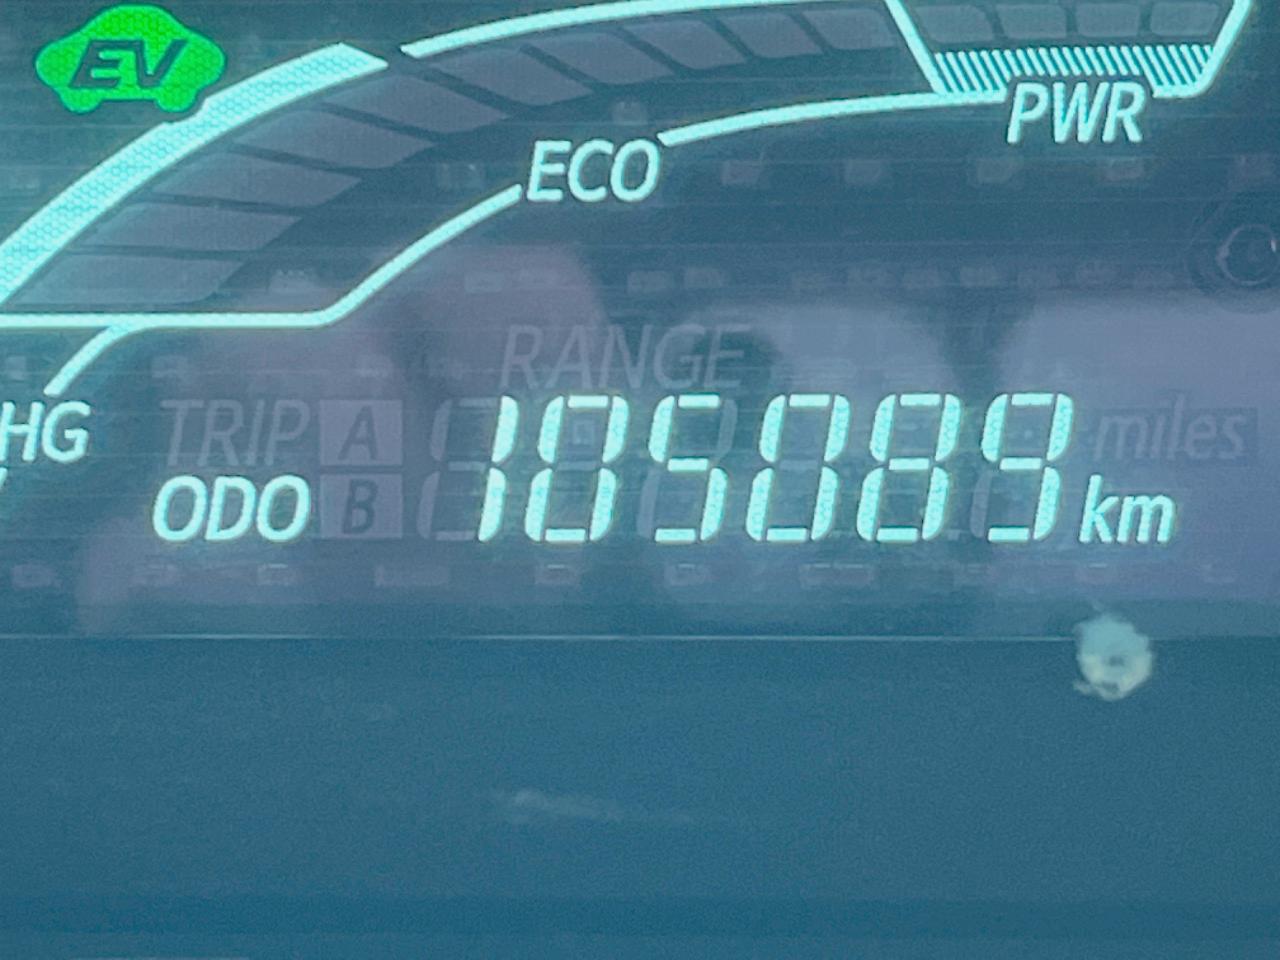 EV
PWR
ECO
RANGE
HG
TRIP A
B
miles
ODO 105089 km